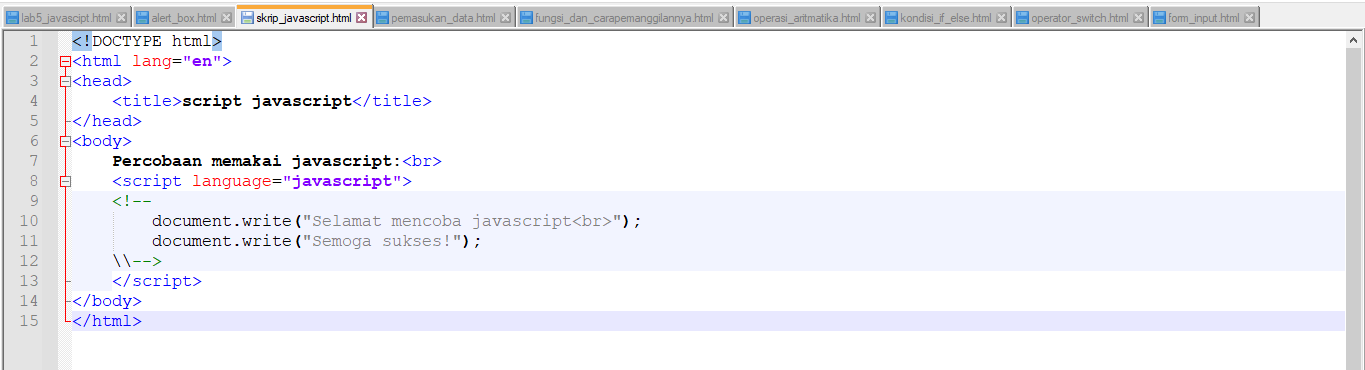 lab5_javascipt.html alert_box.html skrip_javascript.html pemasukan_data.html fungsi_dan_carapemanggilannya.html operasi_aritmatika.html kondisi_if_else.html operator_switch.html form_input.html
1 <!DOCTYPE html>
2 <html lang="en">
3 <head>
4 <title>script javascript</title>
5 </head>
6 <body>
7 Percobaan memakai javascript:<br>
8 <script language="javascript">
9 <!--
10 document.write("Selamat mencoba javascript<br>");
11 document.write("Semoga sukses!");
12 \\-->
13 </script>
14 </body>
15 </html>